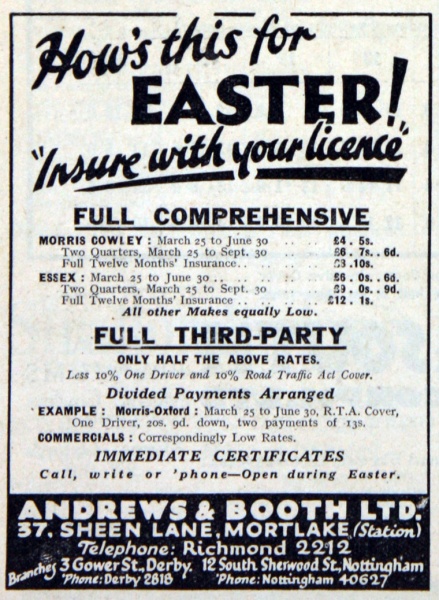 How's this for
EASTER!
"Insure with your licence"
FULL COMPREHENSIVE
MORRIS COWLEY : March 25 to June 30 .. .. .. £4 . 5s.
Two Quarters, March 25 to Sept. 30 .. .. £6 . 7s. . 6d.
Full Twelve Months' Insurance.. .. .. £8 .10s.
ESSEX : March 25 to June 30 .. .. .. .. £6 . 0s. . 6d.
Two Quarters, March 25 to Sept. 30 .. .. £9 . 0s. . 9d.
Full Twelve Months' Insurance .. .. .. £12 . 1s.
All other Makes equally Low.
FULL THIRD-PARTY
ONLY HALF THE ABOVE RATES.
Less 10% One Driver and 10% Road Traffic Act Cover.
Divided Payments Arranged
EXAMPLE : Morris-Oxford : March 25 to June 30, R.T.A. Cover,
One Driver, 20s. 9d. down, two payments of 13s.
COMMERCIALS : Correspondingly Low Rates.
IMMEDIATE CERTIFICATES
Call, write or 'phone—Open during Easter.
ANDREWS & BOOTH LTD.
37, SHEEN LANE, MORTLAKE (Station)
Telephone: Richmond 2212
Branches 3 Gower St., Derby. 12 South Sherwood St., Nottingham
'Phone: Derby 2818 'Phone: Nottingham 40627